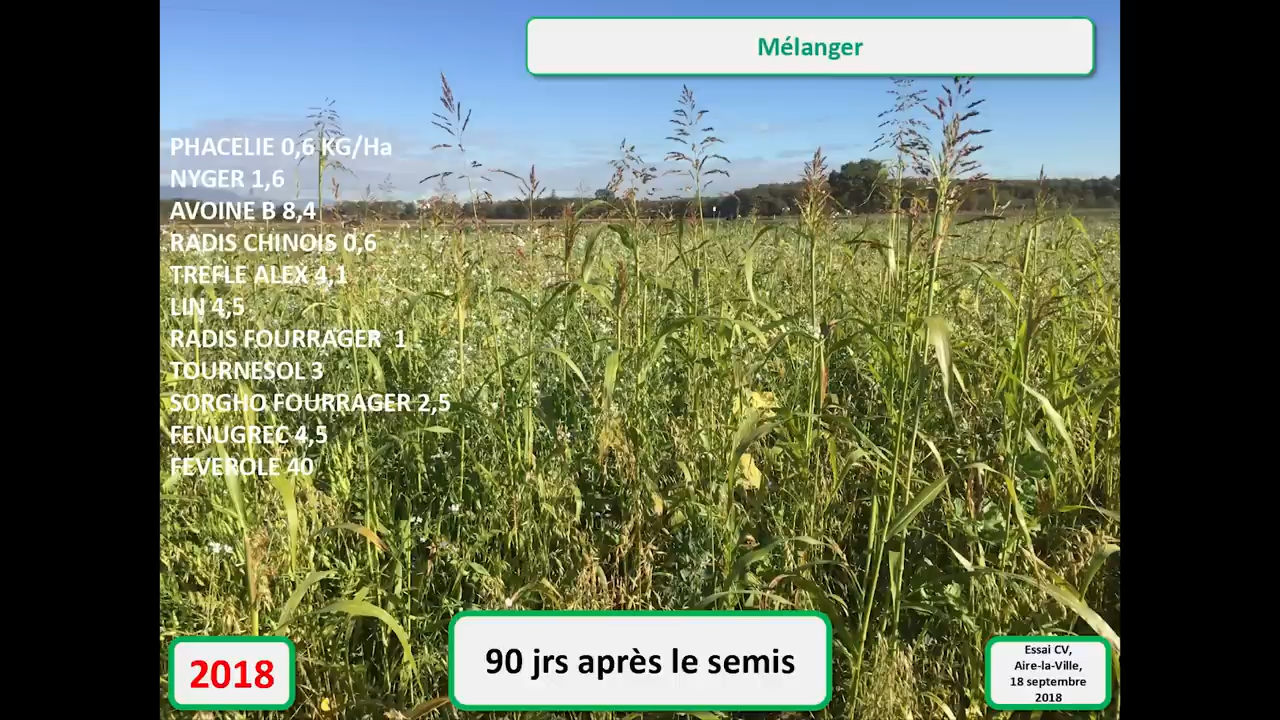 Mélanger
PHACELIE 0,6 KG/Ha
NYGER 1,6
AVOINE B 8,4
RADIS CHINOIS 0,6
TREFLE ALEX 4,1
LIN 4,5
RADIS FOURRAGER  1
TOURNESOL 3
SORGHO FOURRAGER 2,5
FENUGREC 4,5
FEVEROLE 40
2018
90 jrs après le semis
Essai CV,
Aire-la-Ville,
18 septembre
2018